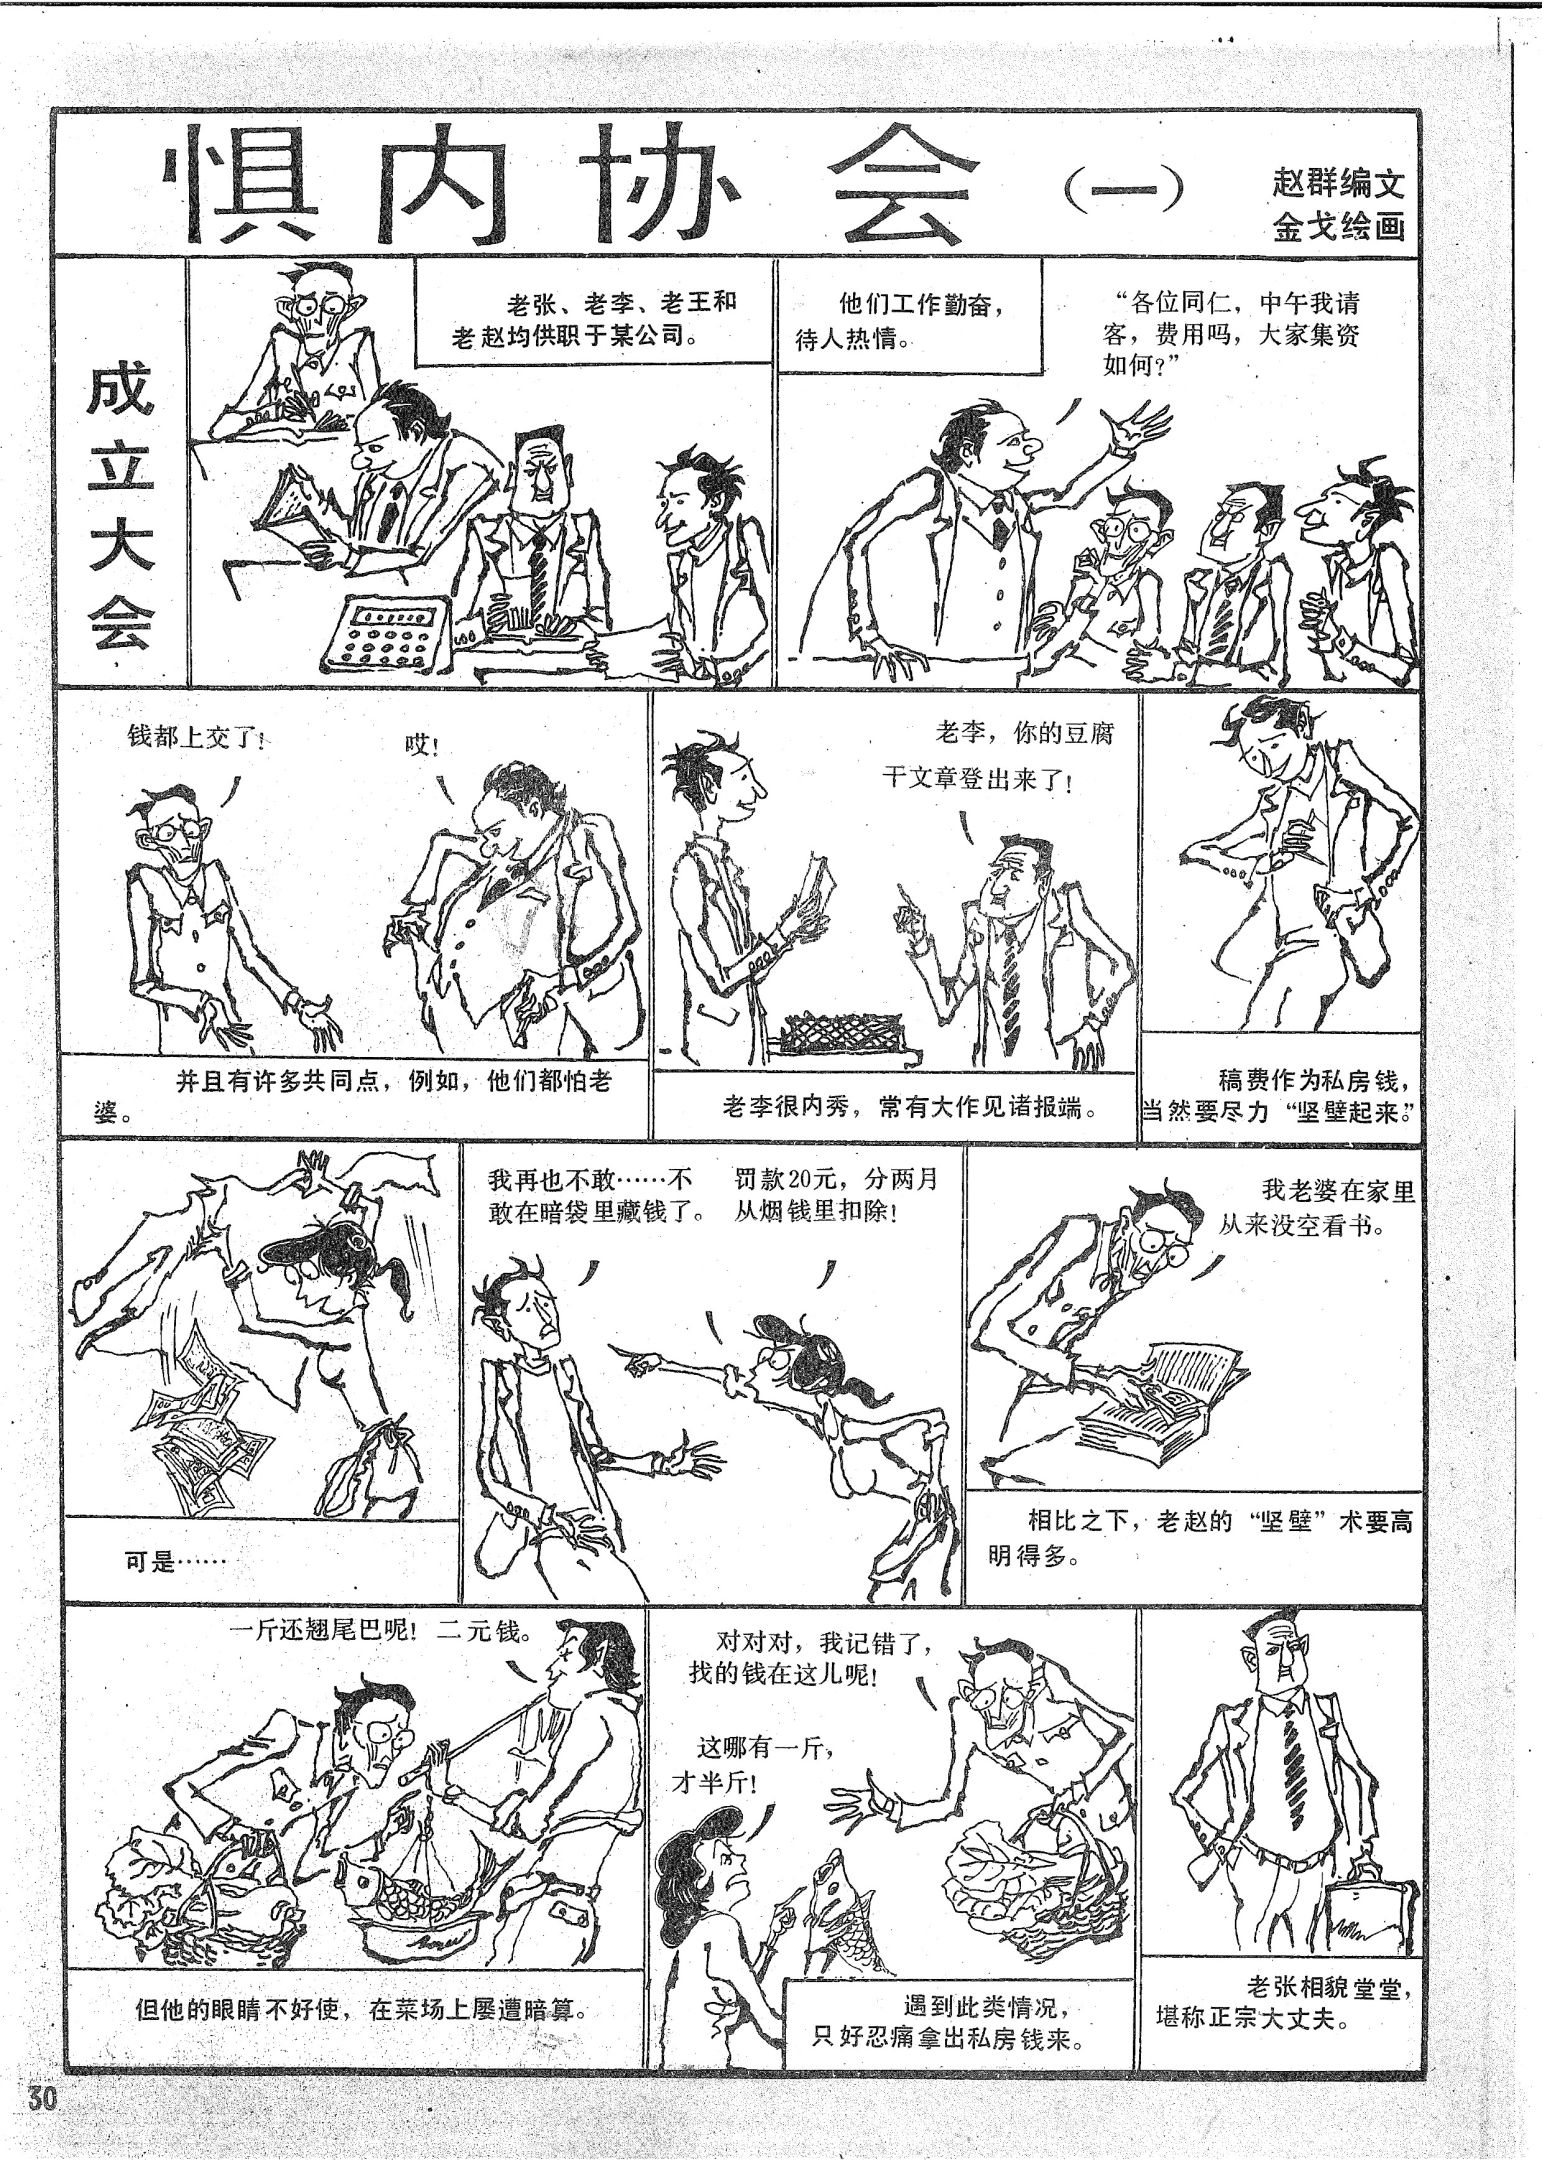 惧内协会（一）
赵群编文
金戈绘画
成立大会
老张、老李、老王和
老赵均供职于某公司。
他们工作勤奋，
待人热情。
“各位同仁，中午我请
客，费用吗，大家集资
如何？”
钱都上交了！
哎！
并且有许多共同点，例如，他们都怕老
婆。
老李，你的豆腐
干文章登出来了！
老李很内秀，常有大作见诸报端。
稿费作为私房钱，
当然要尽力“坚壁起来。”
可是……
我再也不敢……不
敢在暗袋里藏钱了。
罚款20元，分两月
从烟钱里扣除！
我老婆在家里
从来没空看书。
相比之下，老赵的“坚壁”术要高
明得多。
一斤还翘尾巴呢！二元钱。
但他的眼睛不好使，在菜场上屡遭暗算。
对对对，我记错了，
找的钱在这儿呢！
这哪有一斤，
才半斤！
遇到此类情况，
只好忍痛拿出私房钱来。
老张相貌堂堂，
堪称正宗大丈夫。
30